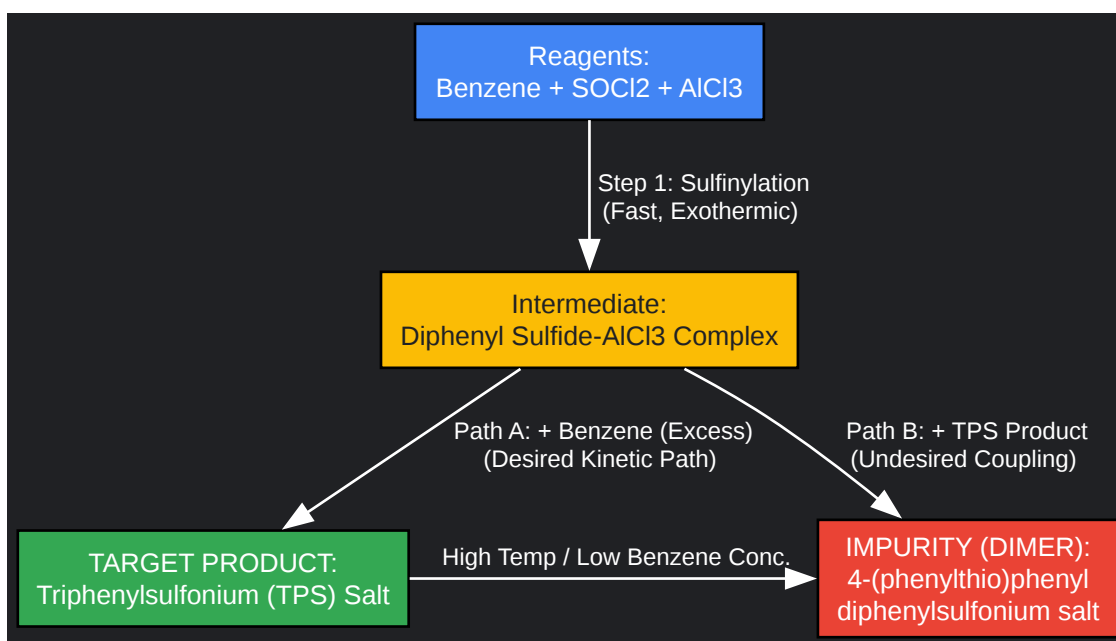 Reagents:
Benzene + SOCl2 + AlCl3
Step 1: Sulfinylation
(Fast, Exothermic)
Intermediate:
Diphenyl Sulfide-AlCl3 Complex
Path A: + Benzene (Excess)
(Desired Kinetic Path)
Path B: + TPS Product
(Undesired Coupling)
TARGET PRODUCT:
Triphenylsulfonium (TPS) Salt
High Temp / Low Benzene Conc.
IMPURITY (DIMER):
4-(phenylthio)phenyl
diphenylsulfonium salt